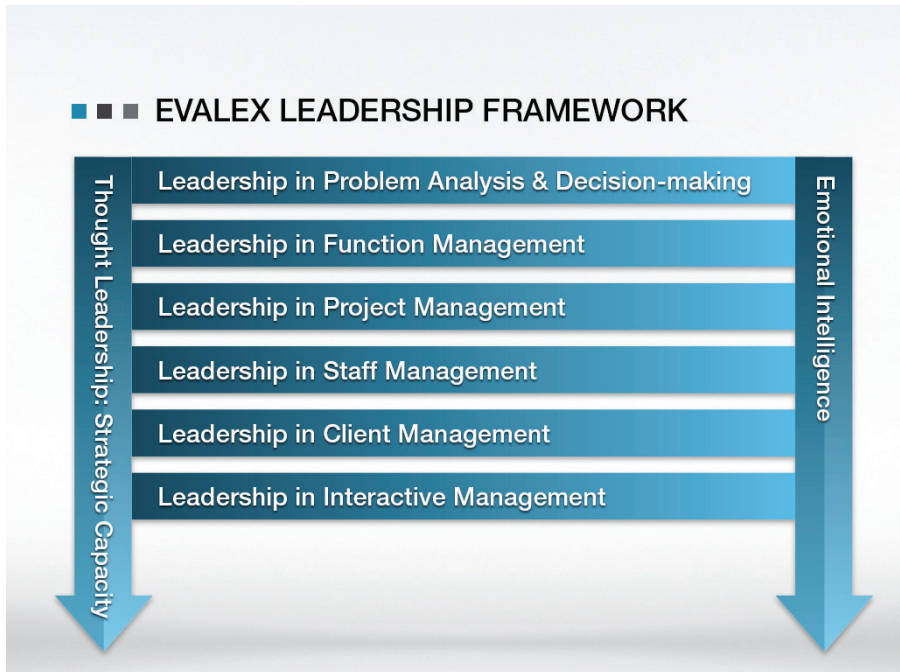 EVALEX LEADERSHIP FRAMEWORK
Thought Leadership: Strategic Capacity
Leadership in Problem Analysis & Decision-making
Leadership in Function Management
Leadership in Project Management
Leadership in Staff Management
Leadership in Client Management
Leadership in Interactive Management
Emotional Intelligence